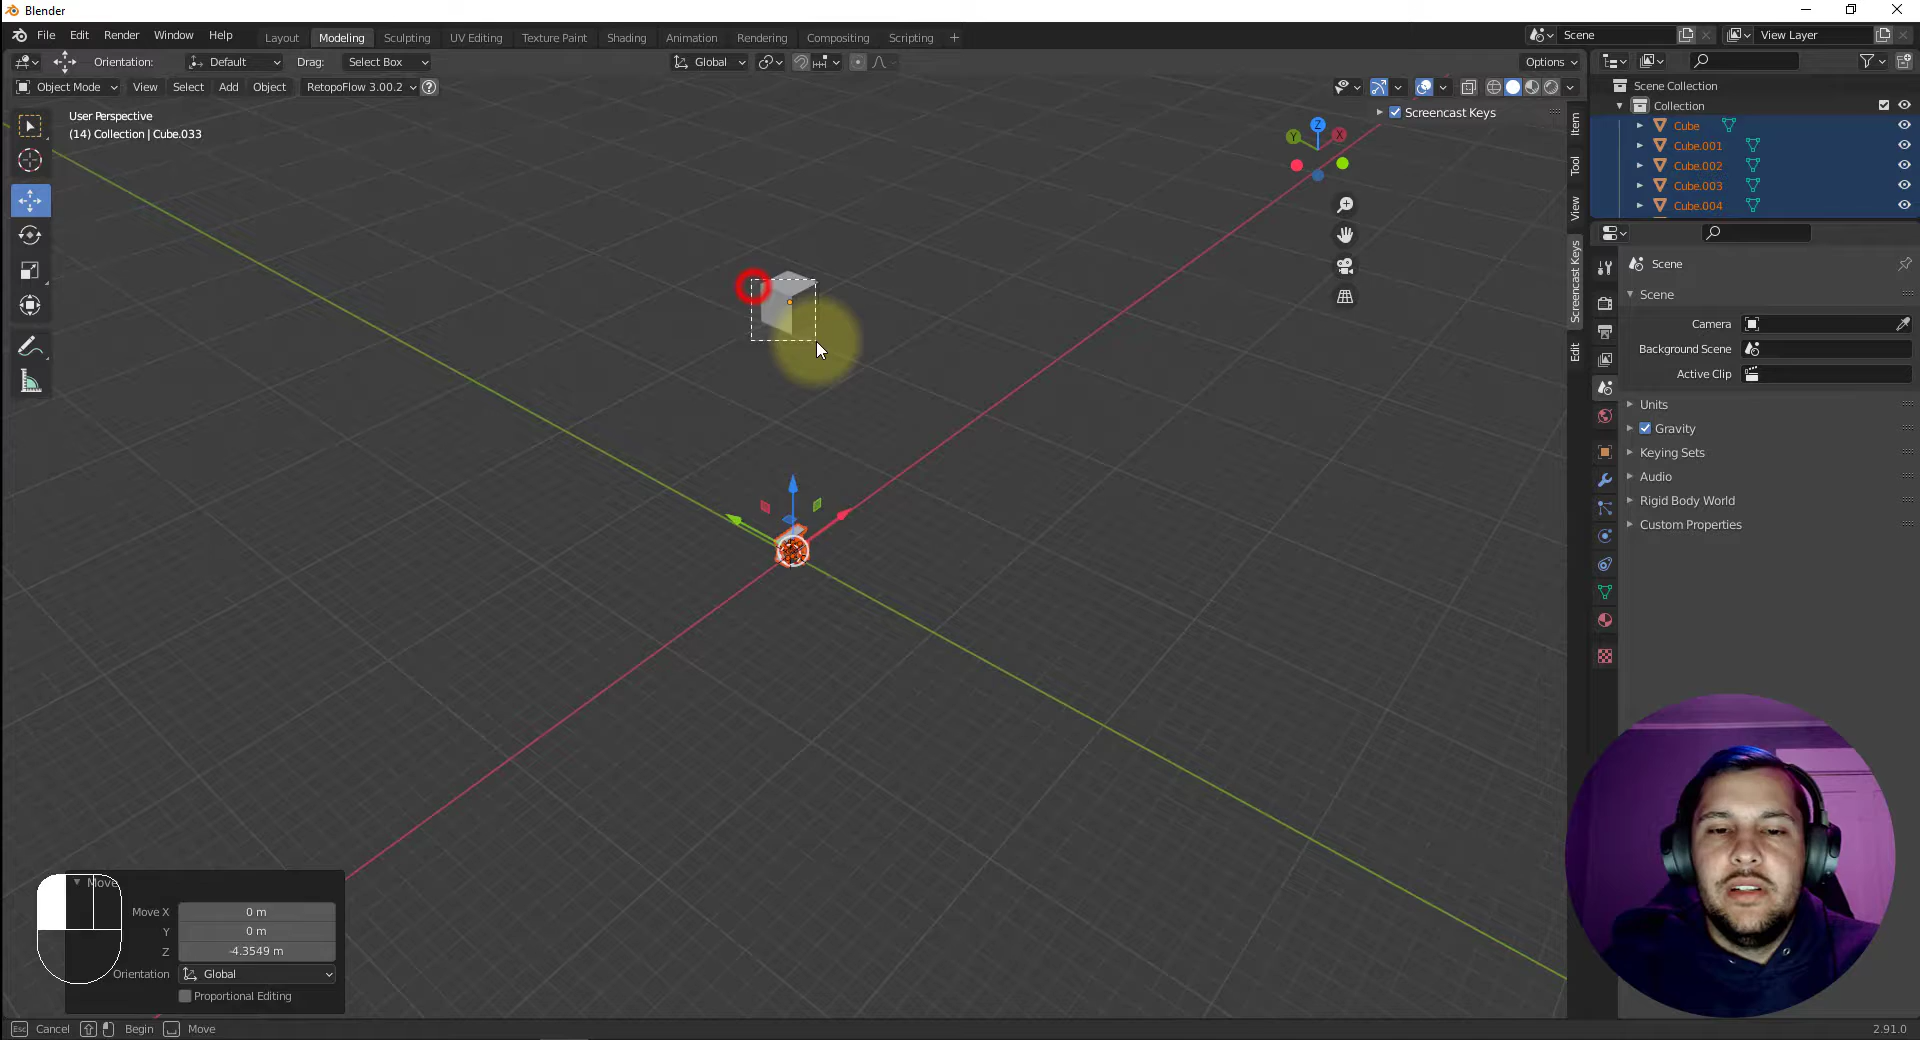 Blender
File Edit Render Window Help
Layout Modeling Sculpting UV Editing Texture Paint Shading Animation Rendering Compositing Scripting +
Scene
View Layer
Orientation: Default Drag: Select Box
Global
Options
Object Mode View Select Add Object RetopoFlow 3.00.2
User Perspective
(14) Collection | Cube.033
Screencast Keys
Z
Y
X
Item
Tool
View
Screencast Keys
Edit
Scene Collection
Collection
Cube
Cube.001
Cube.002
Cube.003
Cube.004
Scene
Scene
Camera
Background Scene
Active Clip
Units
Gravity
Keying Sets
Audio
Rigid Body World
Custom Properties
Move
Move X 0 m
Y 0 m
Z -4.3549 m
Orientation Global
Proportional Editing
Esc Cancel Begin Move
2.91.0